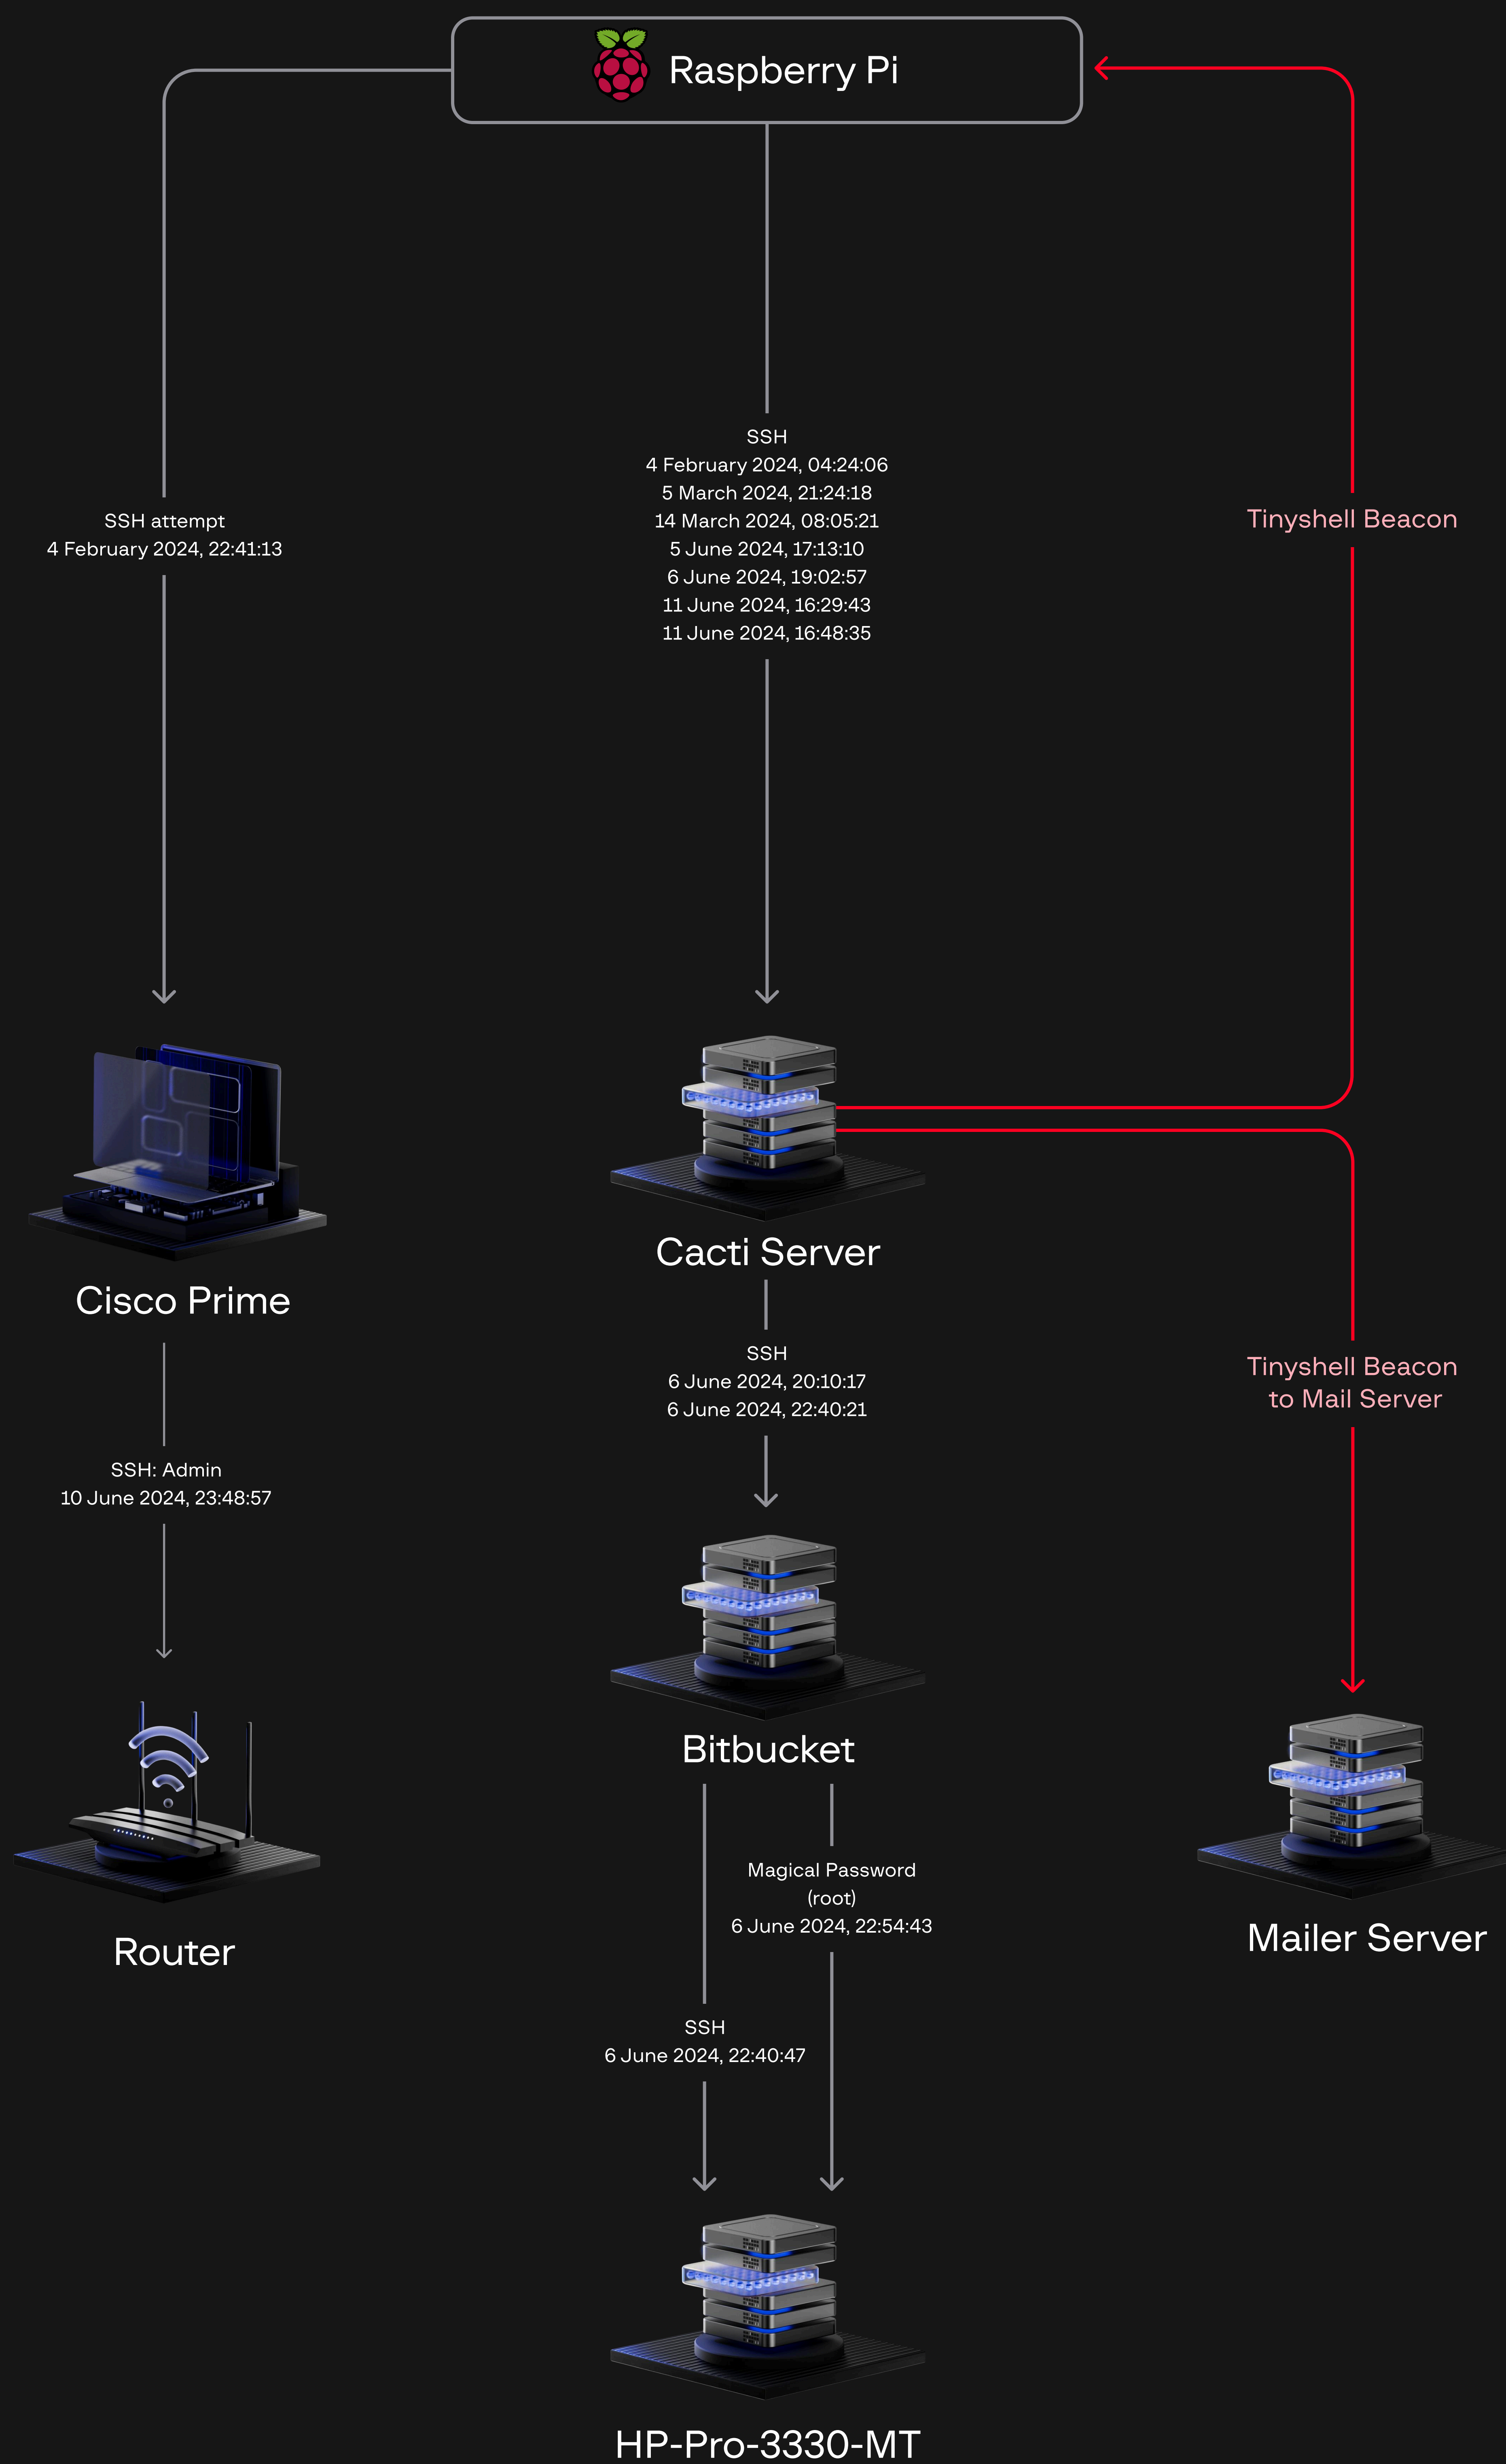 Raspberry Pi
SSH attempt
4 February 2024, 22:41:13
SSH
4 February 2024, 04:24:06
5 March 2024, 21:24:18
14 March 2024, 08:05:21
5 June 2024, 17:13:10
6 June 2024, 19:02:57
11 June 2024, 16:29:43
11 June 2024, 16:48:35
Tinyshell Beacon
Cisco Prime
Cacti Server
SSH
6 June 2024, 20:10:17
6 June 2024, 22:40:21
Tinyshell Beacon
to Mail Server
SSH: Admin
10 June 2024, 23:48:57
Router
Bitbucket
Mailer Server
Magical Password
(root)
6 June 2024, 22:54:43
SSH
6 June 2024, 22:40:47
HP-Pro-3330-MT